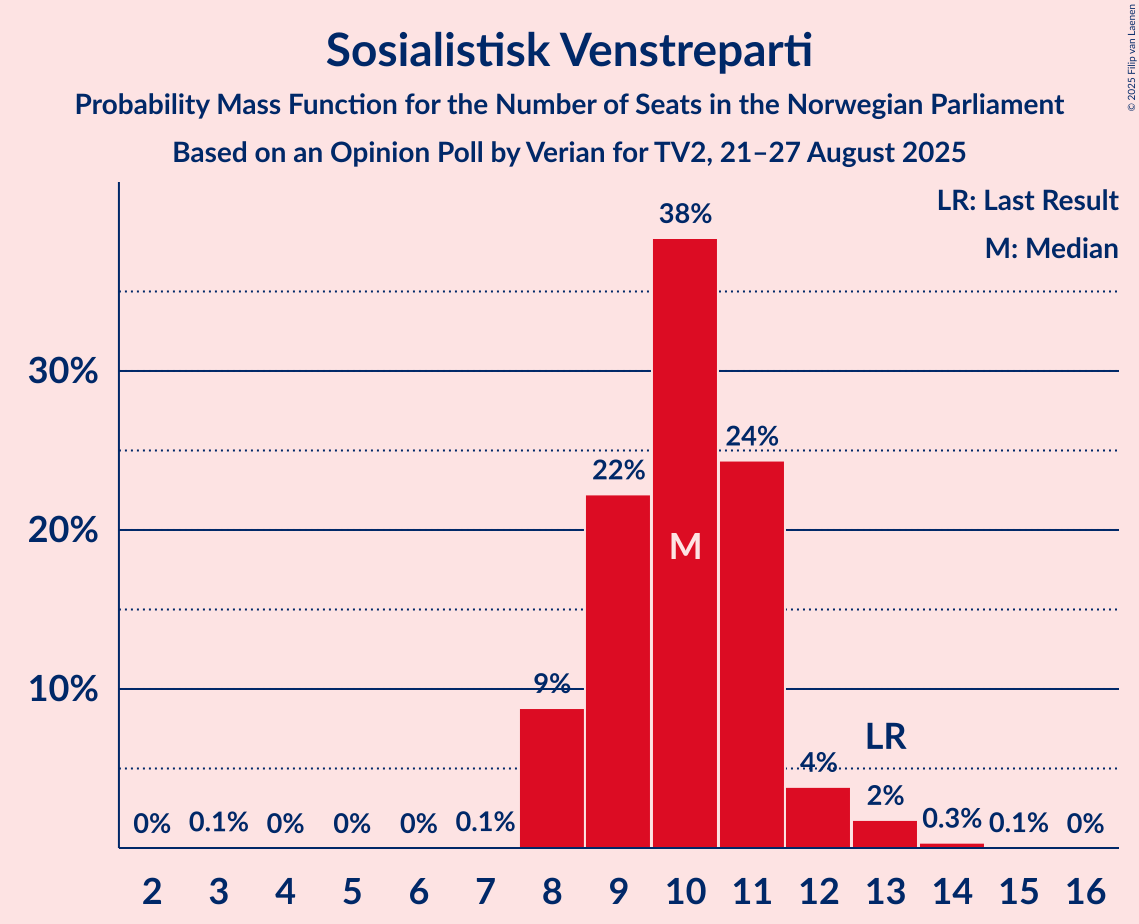 Sosialistisk Venstreparti
Probability Mass Function for the Number of Seats in the Norwegian Parliament
Based on an Opinion Poll by Verian for TV2, 21–27 August 2025
© 2025 Filip van Laenen
LR: Last Result
M: Median
38%
30%
24%
22%
20%
M
10%
9%
LR
4%
2%
0% 0.1% 0% 0% 0% 0.1% 0.3% 0.1% 0%
2 3 4 5 6 7 8 9 10 11 12 13 14 15 16